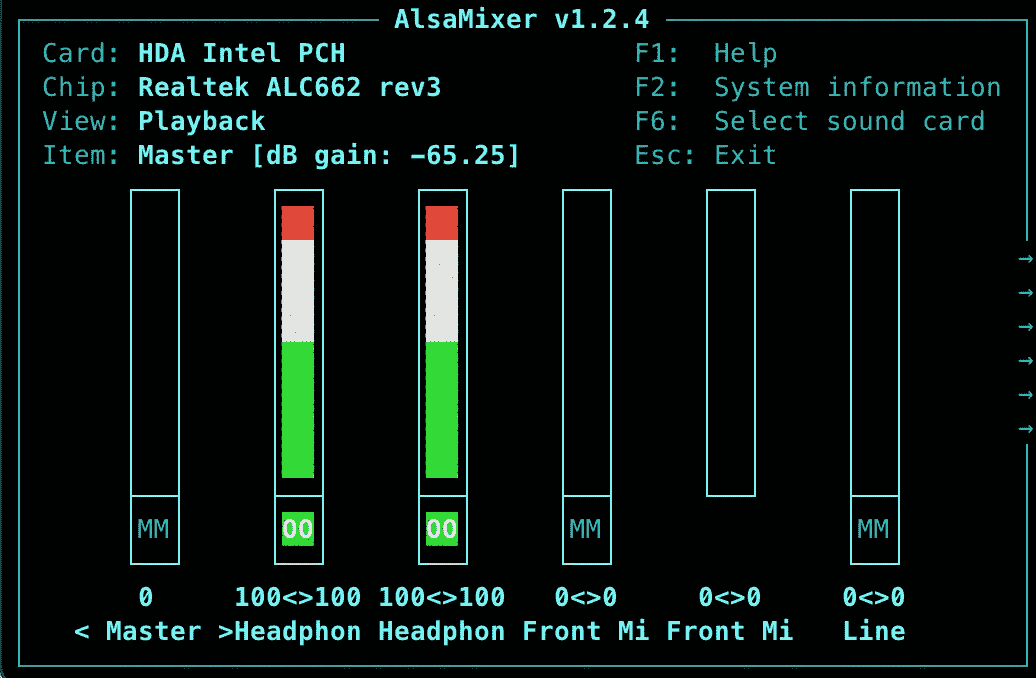 AlsaMixer v1.2.4
Card: HDA Intel PCH F1: Help
Chip: Realtek ALC662 rev3 F2: System information
View: Playback F6: Select sound card
Item: Master [dB gain: −65.25] Esc: Exit
→
→
→
→
→
→
MM 00 00 MM MM
0 100<>100 100<>100 0<>0 0<>0 0<>0
< Master >Headphon Headphon Front Mi Front Mi Line